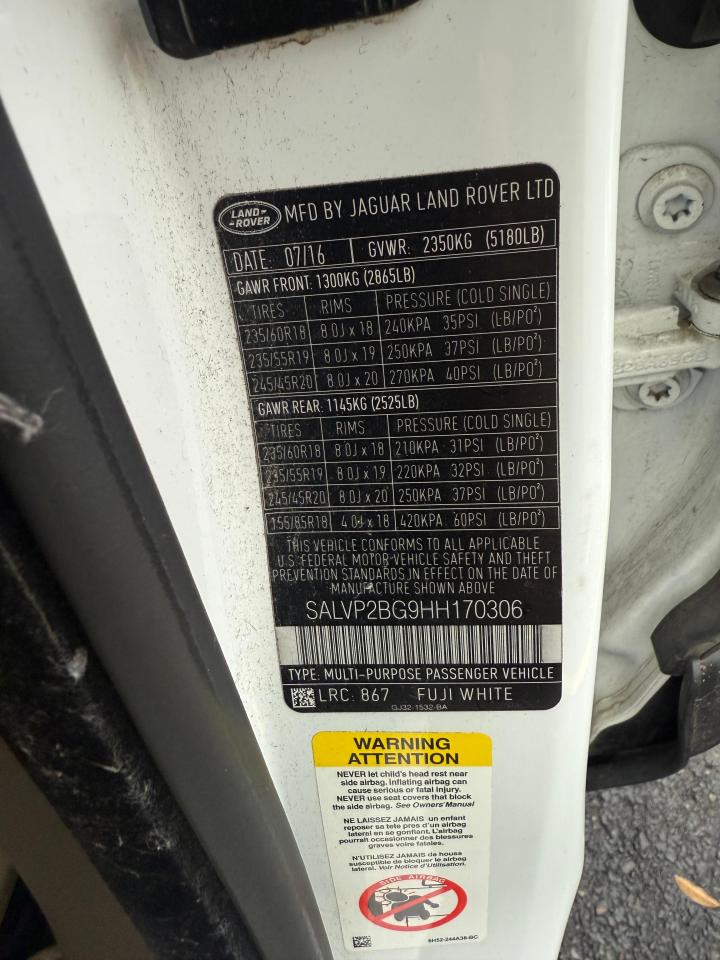 LAND ROVER MFD BY JAGUAR LAND ROVER LTD
DATE: 07/16 GVWR: 2350KG (5180LB)
GAWR FRONT: 1300KG (2865LB)
TIRES RIMS PRESSURE (COLD SINGLE)
235/60R18 8.0J x 18 240KPA 35PSI (LB/PO²)
235/55R19 8.0J x 19 250KPA 37PSI (LB/PO²)
245/45R20 8.0J x 20 270KPA 40PSI (LB/PO²)
GAWR REAR: 1145KG (2525LB)
TIRES RIMS PRESSURE (COLD SINGLE)
235/60R18 8.0J x 18 210KPA 31PSI (LB/PO²)
235/55R19 8.0J x 19 220KPA 32PSI (LB/PO²)
245/45R20 8.0J x 20 250KPA 37PSI (LB/PO²)
155/85R18 4.0J x 18 420KPA 60PSI (LB/PO²)
THIS VEHICLE CONFORMS TO ALL APPLICABLE
U.S. FEDERAL MOTOR VEHICLE SAFETY AND THEFT
PREVENTION STANDARDS IN EFFECT ON THE DATE OF
MANUFACTURE SHOWN ABOVE
SALVP2BG9HH170306
TYPE: MULTI-PURPOSE PASSENGER VEHICLE
LRC: 867 FUJI WHITE
GJ32-1532-BA
WARNING
ATTENTION
NEVER let child's head rest near
side airbag. inflating airbag can
cause serious or fatal injury.
NEVER use seat covers that block
the side airbag. See Owners' Manual
NE LAISSEZ JAMAIS un enfant
reposer sa tete pres d'un airbag
lateral en se gonflant. L'airbag
pourrait occasionner des blessures
graves voire fatales.
N'UTILISEZ JAMAIS de houss
susceptible de bloquer le airbag
lateral. Voir Notice d'Utilisation.
SIDE AIRBAG